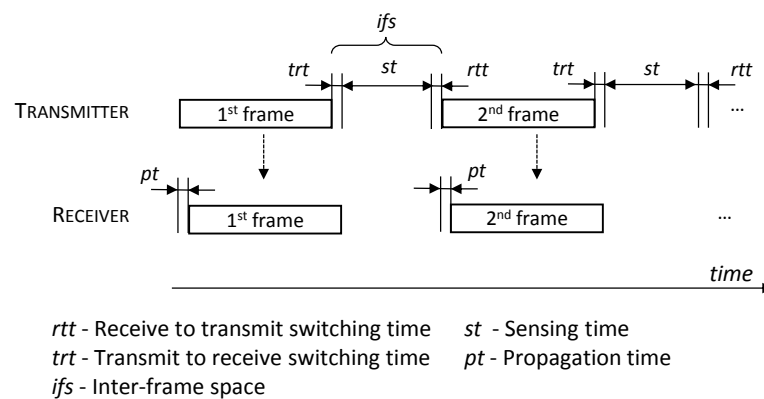 ifs
trt st rtt trt st rtt
TRANSMITTER 1st frame 2nd frame ...
pt pt
RECEIVER 1st frame 2nd frame ...
time
rtt - Receive to transmit switching time st - Sensing time
trt - Transmit to receive switching time pt - Propagation time
ifs - Inter-frame space